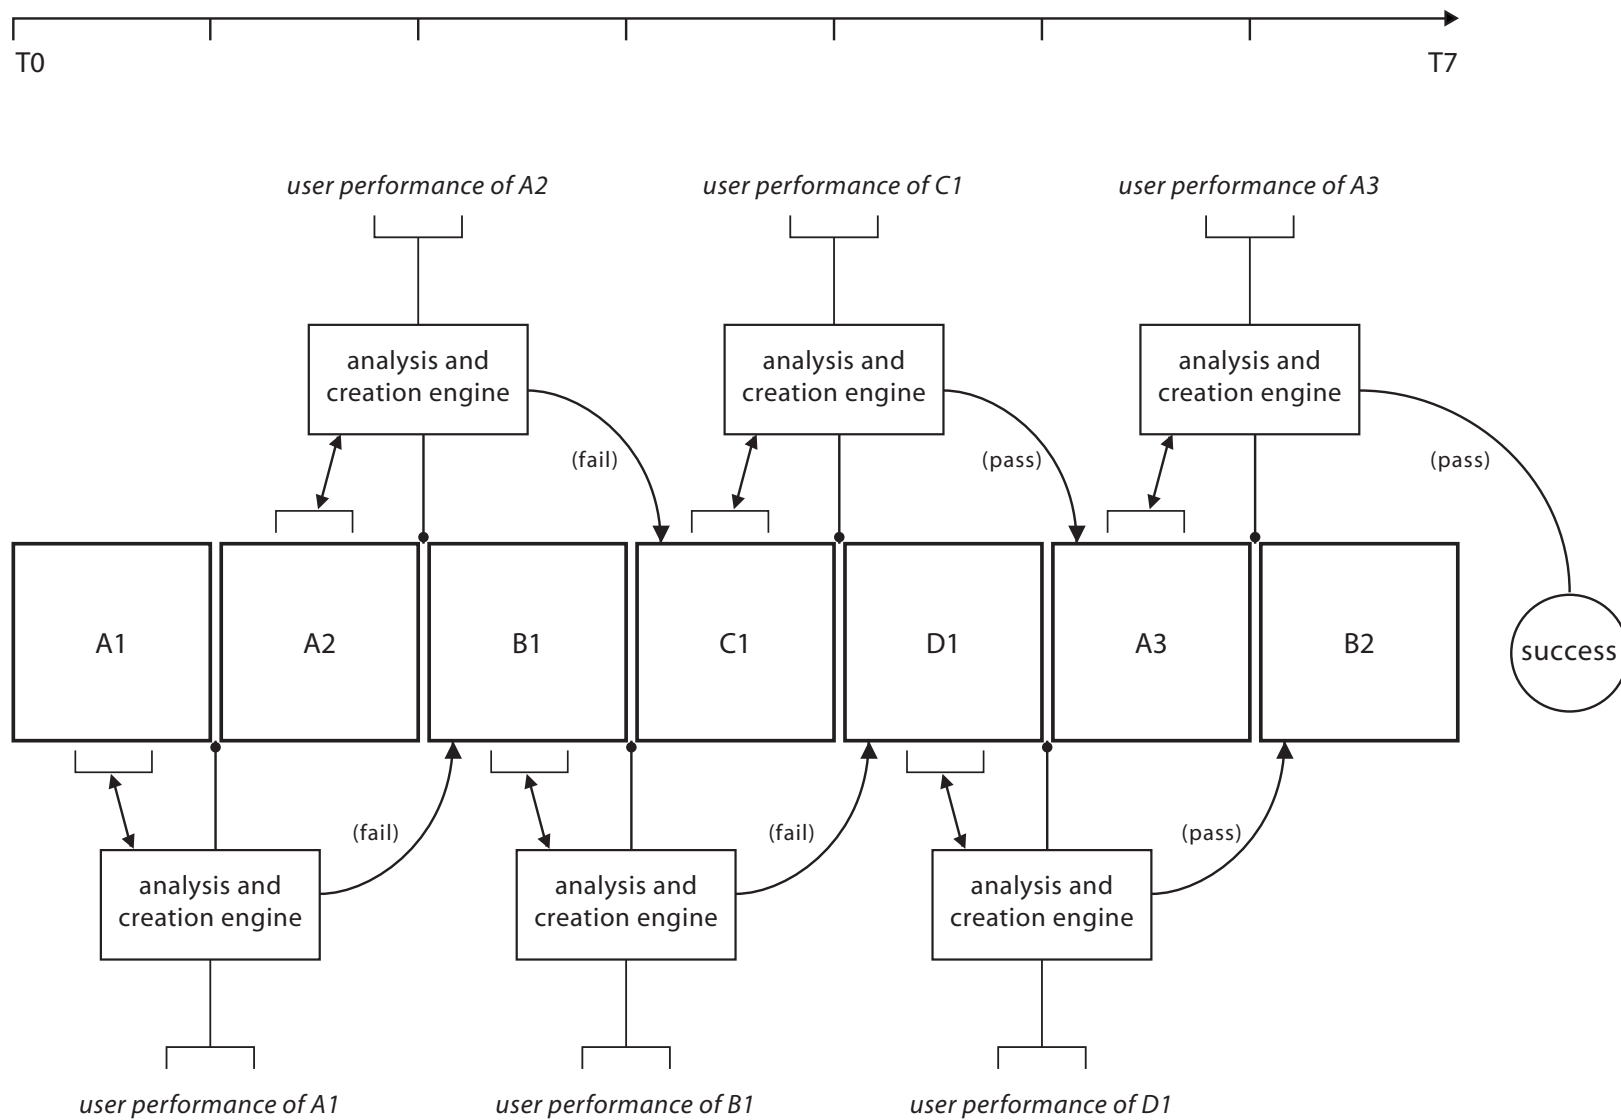 T0
T7
user performance of A2
user performance of C1
user performance of A3
analysis and
creation engine
analysis and
creation engine
analysis and
creation engine
(fail)
(pass)
(pass)
A1
A2
B1
C1
D1
A3
B2
success
(fail)
(fail)
(pass)
analysis and
creation engine
analysis and
creation engine
analysis and
creation engine
user performance of A1
user performance of B1
user performance of D1